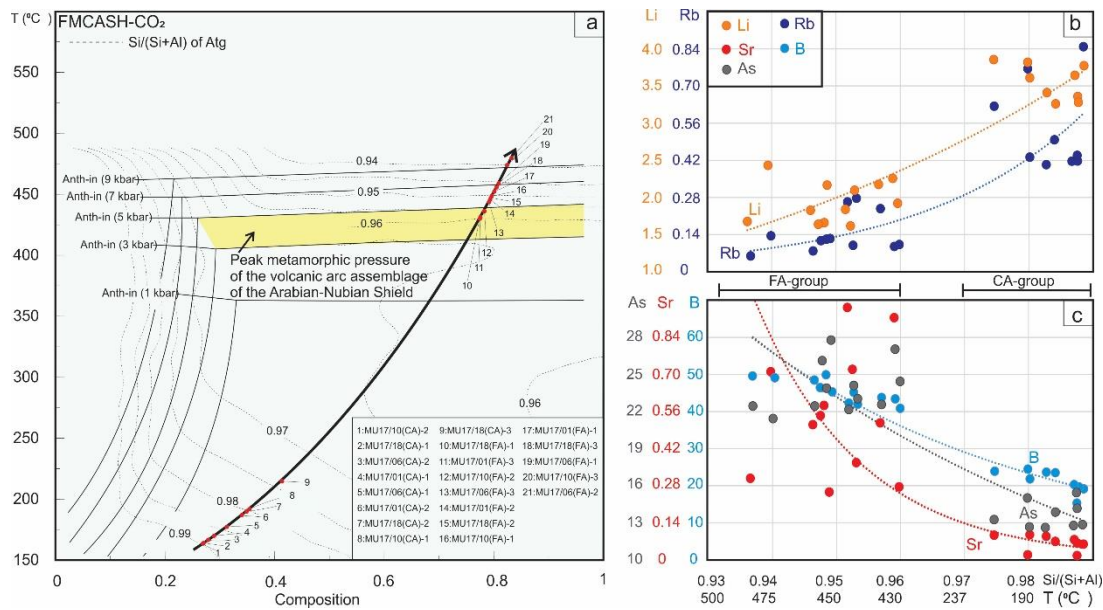 T (⁰C)
FMCASH-CO₂
a
Si/(Si+Al) of Atg
500
450
400
350
300
250
200
150
Anth-in (9 kbar)
Anth-in (7 kbar)
Anth-in (5 kbar)
Anth-in (3 kbar)
Anth-in (1 kbar)
0.94
0.95
0.96
0.96
0.97
0.98
0.99
Peak metamorphic pressure
of the volcanic arc assemblage
of the Arabian-Nubian Shield
21
20
19
18
17
16
15
14
13
12
11
10
9
8
7
6
5
4
3
2
1
1:MU17/10(CA)-2 9:MU17/18(CA)-3 17:MU17/01(FA)-1
2:MU17/18(CA)-1 10:MU17/18(FA)-1 18:MU17/18(FA)-3
3:MU17/06(CA)-2 11:MU17/01(FA)-3 19:MU17/06(FA)-1
4:MU17/01(CA)-1 12:MU17/10(FA)-2 20:MU17/10(FA)-3
5:MU17/06(CA)-1 13:MU17/06(FA)-3 21:MU17/06(FA)-2
6:MU17/01(CA)-2 14:MU17/01(FA)-2
7:MU17/18(CA)-2 15:MU17/18(FA)-2
8:MU17/10(CA)-1 16:MU17/10(FA)-1
0 0.2 0.4 0.6 0.8 1
Composition
Li Rb
b
Li Rb
Sr B
As
0.84
0.70
4.0 0.56
3.0 0.42
2.5 0.28
2.0 0.14
1.5 0
1.0
Li
Rb
FA-group CA-group
As Sr B
c
28 0.84 60
25 0.70 50
22 0.56 40
19 0.42 30
16 0.28 20
13 0.14 10
10 0 0
B
As
Sr
0.93 0.94 0.95 0.96 0.97 0.98 Si/(Si+Al)
500 475 450 430 237 190 T (⁰C)